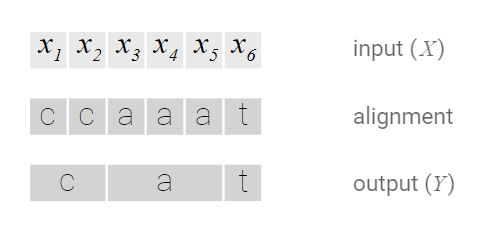 x₁ x₂ x₃ x₄ x₅ x₆ input (X)
c c a a a t alignment
c a t output (Y)